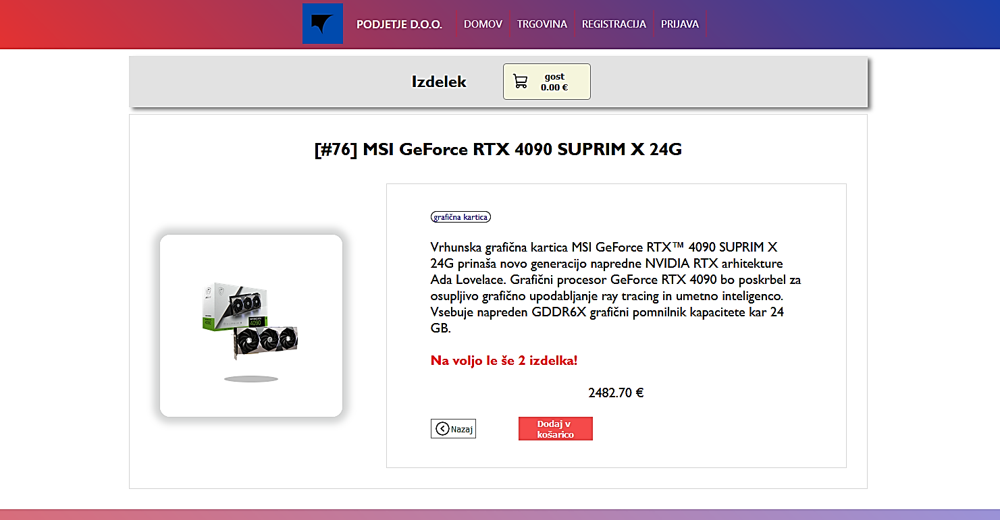 PODJETJE D.O.O. DOMOV TRGOVINA REGISTRACIJA PRIJAVA
Izdelek
gost
0.00 €
[#76] MSI GeForce RTX 4090 SUPRIM X 24G
grafična kartica
Vrhunska grafična kartica MSI GeForce RTX™ 4090 SUPRIM X
24G prinaša novo generacijo napredne NVIDIA RTX arhitekture
Ada Lovelace. Grafični procesor GeForce RTX 4090 bo poskrbel za
osupljivo grafično upodabljanje ray tracing in umetno inteligenco.
Vsebuje napreden GDDR6X grafični pomnilnik kapacitete kar 24
GB.
4090
Na voljo le še 2 izdelka!
2482.70 €
Nazaj
Dodaj v
košarico